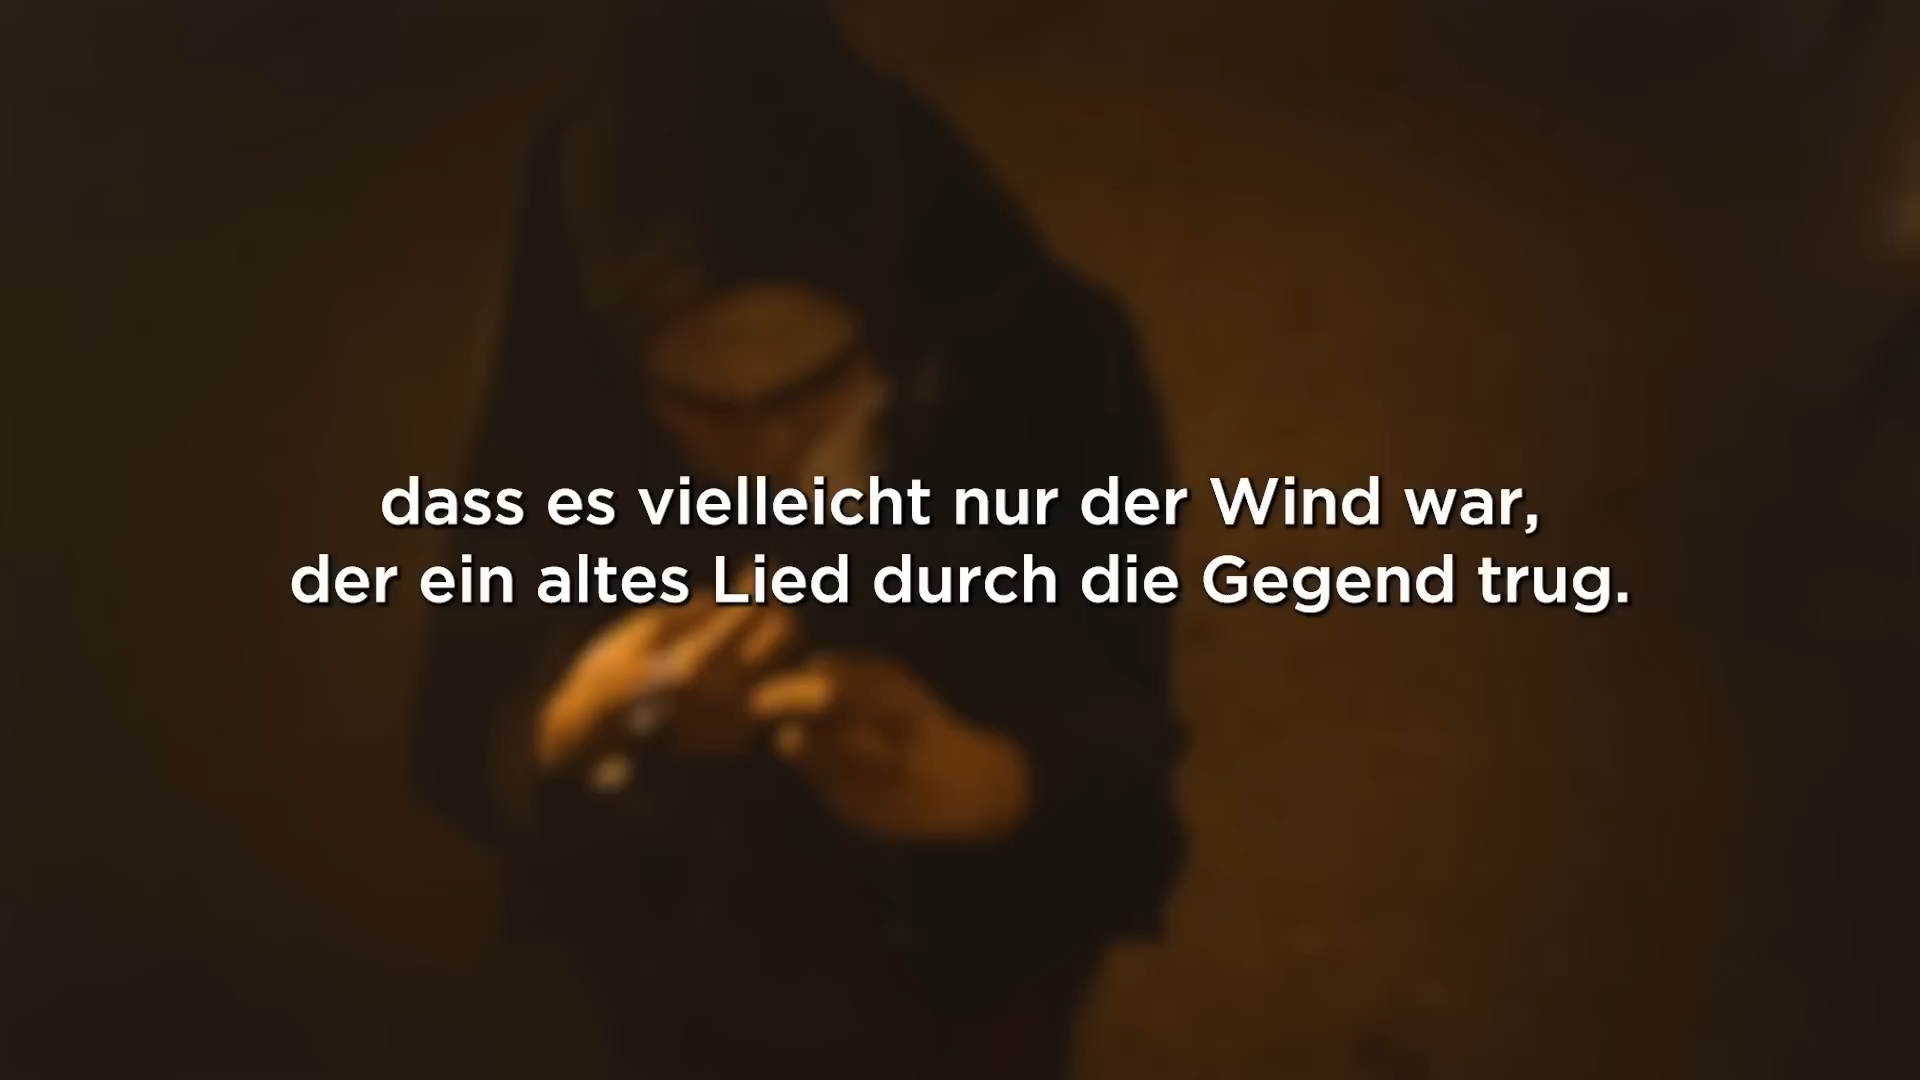 dass es vielleicht nur der Wind war,
der ein altes Lied durch die Gegend trug.